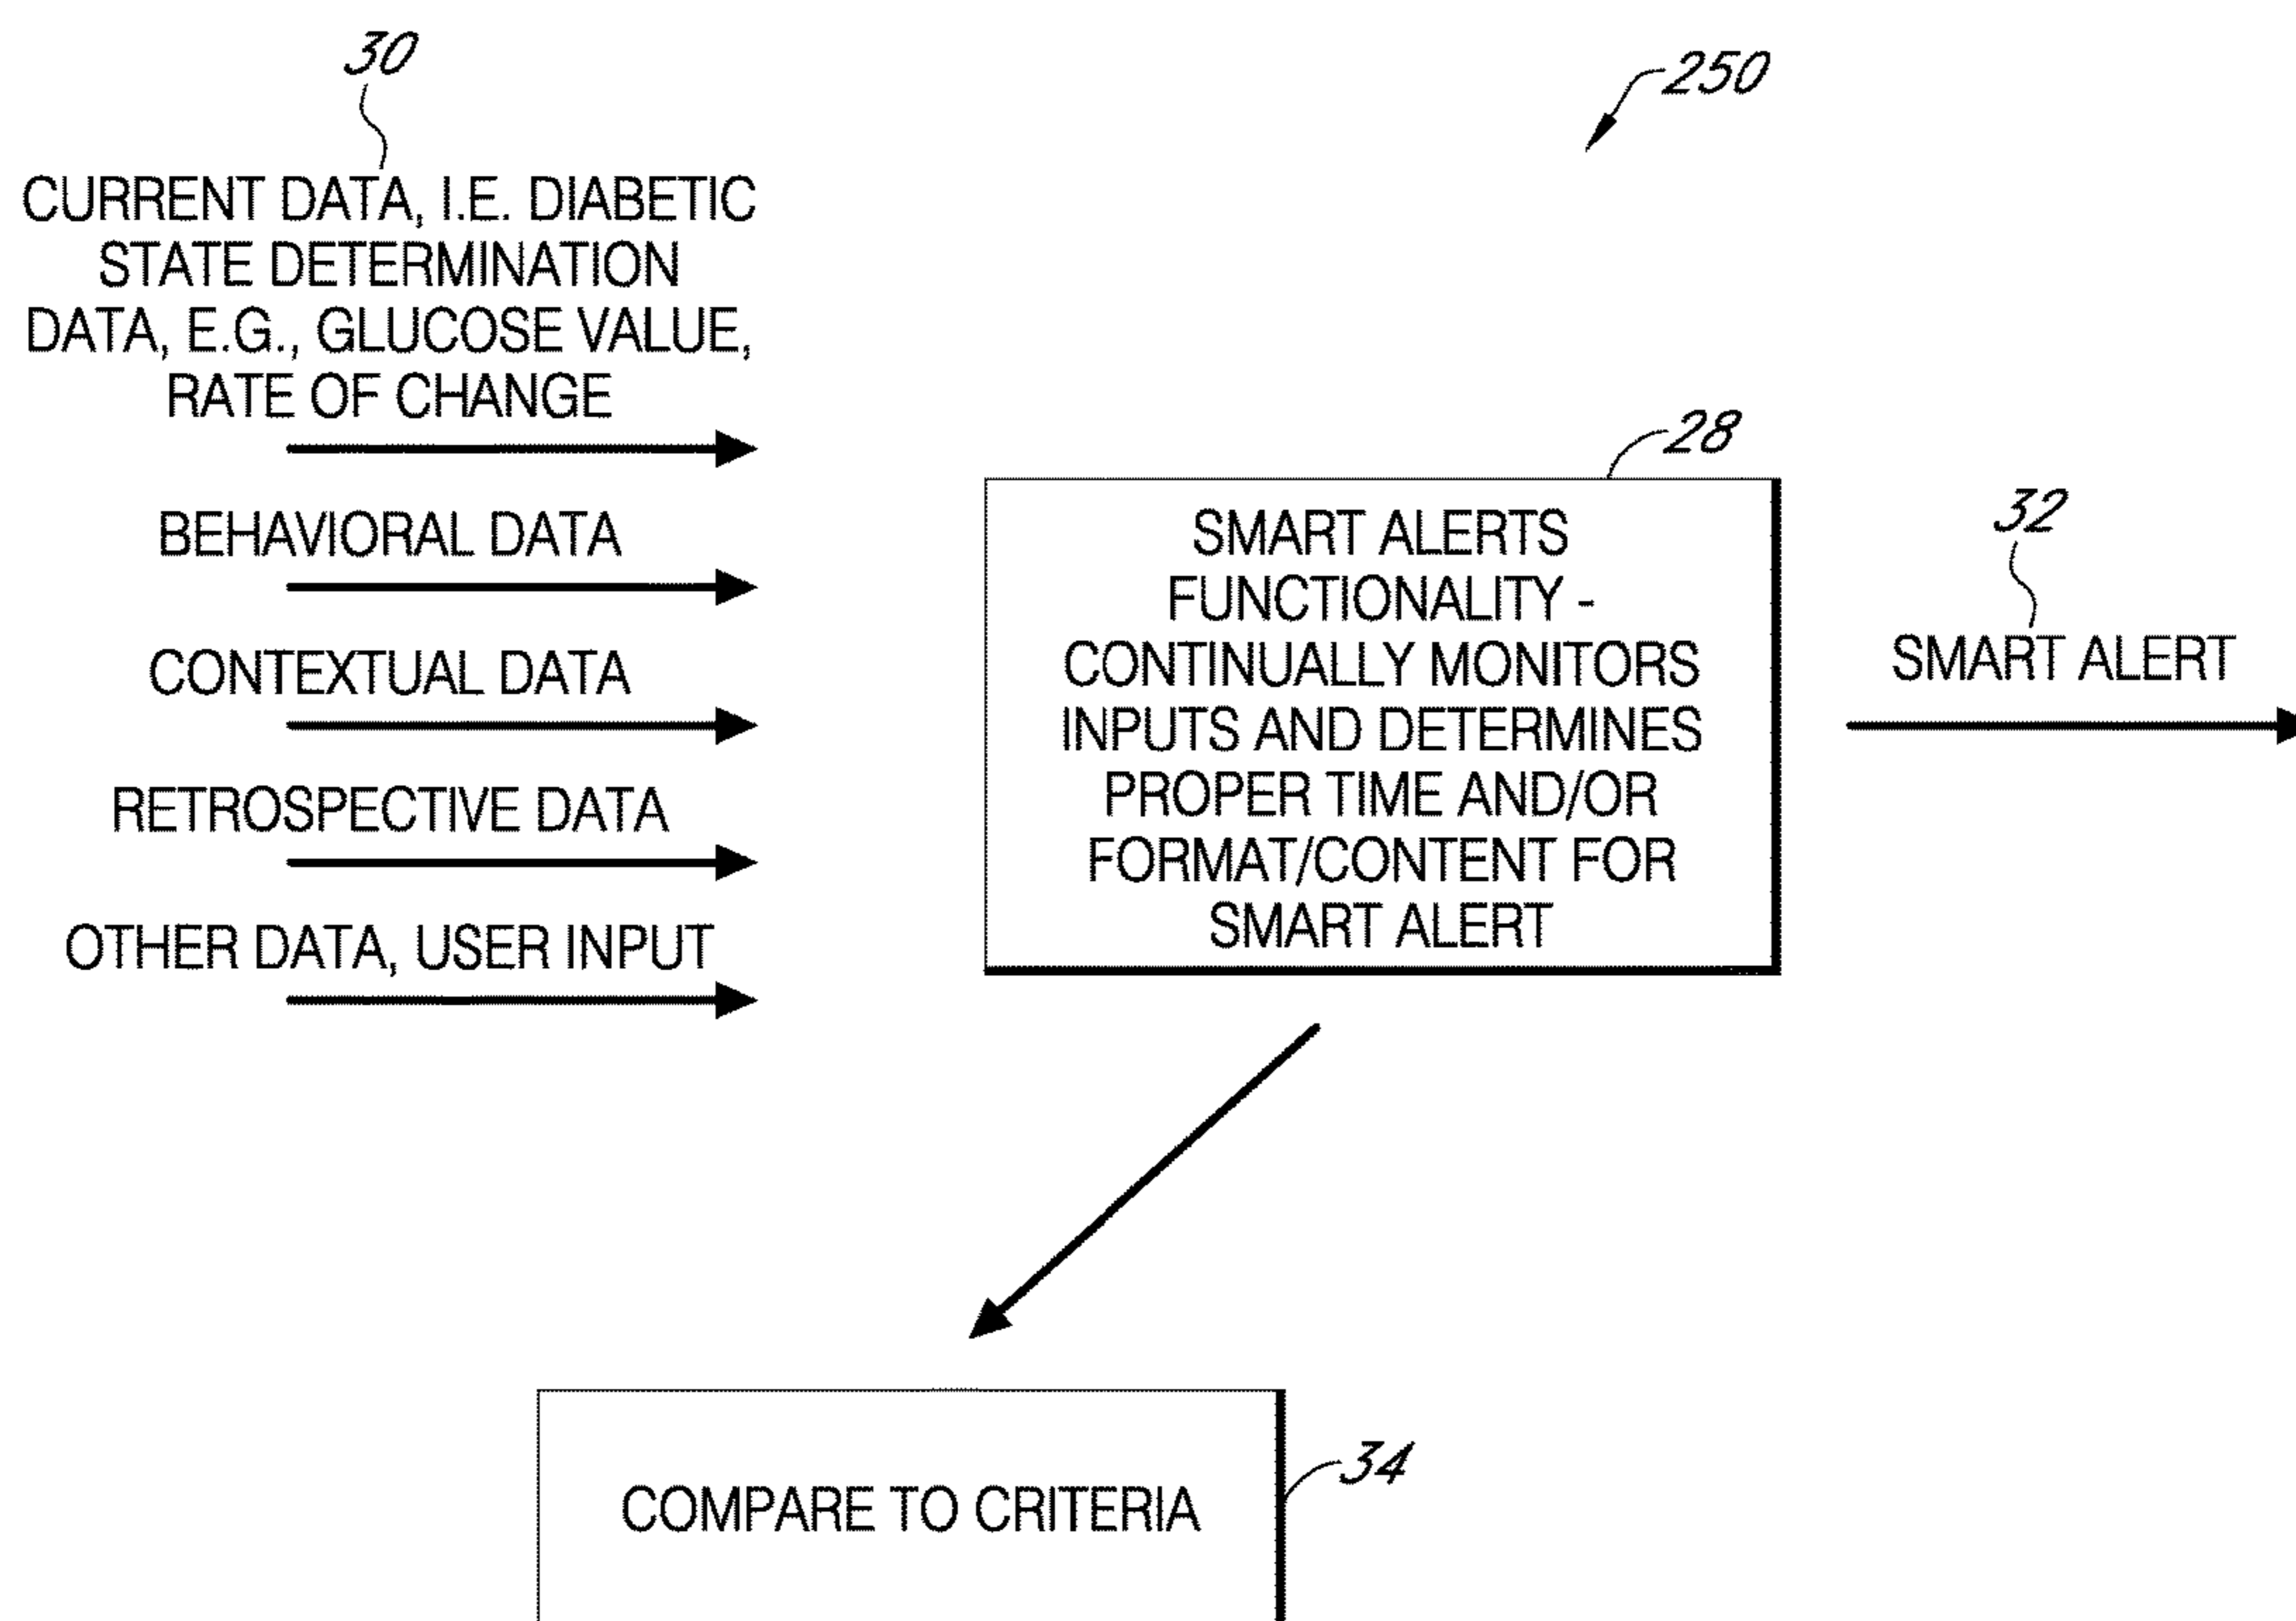 30
250
CURRENT DATA, I.E. DIABETIC
STATE DETERMINATION
DATA, E.G., GLUCOSE VALUE,
RATE OF CHANGE
BEHAVIORAL DATA
CONTEXTUAL DATA
RETROSPECTIVE DATA
OTHER DATA, USER INPUT
28
SMART ALERTS
FUNCTIONALITY -
CONTINUALLY MONITORS
INPUTS AND DETERMINES
PROPER TIME AND/OR
FORMAT/CONTENT FOR
SMART ALERT
32
SMART ALERT
34
COMPARE TO CRITERIA